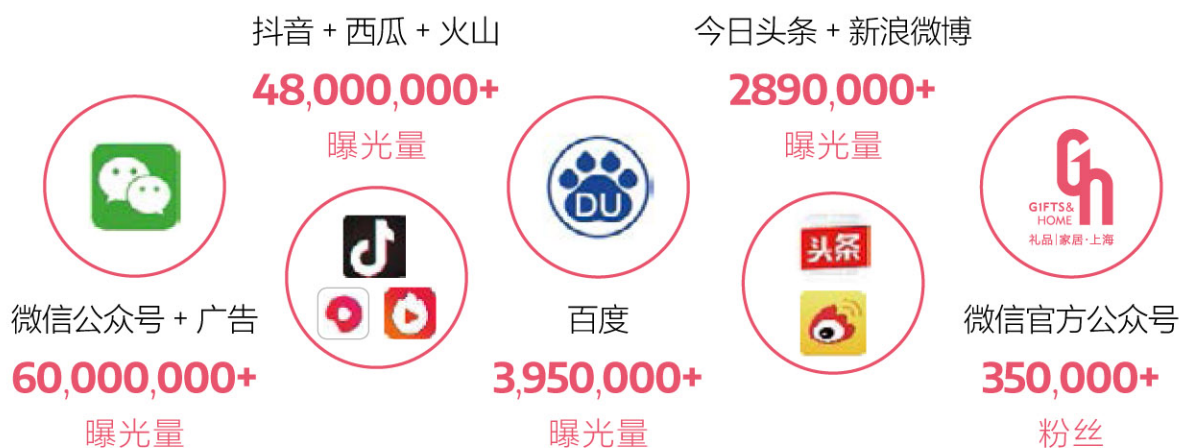 抖音 + 西瓜 + 火山
48,000,000+
曝光量
今日头条 + 新浪微博
2890,000+
曝光量
微信公众号 + 广告
60,000,000+
曝光量
DU
百度
3,950,000+
曝光量
头条
Gh
G1FTS&
HOME
礼品|家居·上海
微信官方公众号
350,000+
粉丝